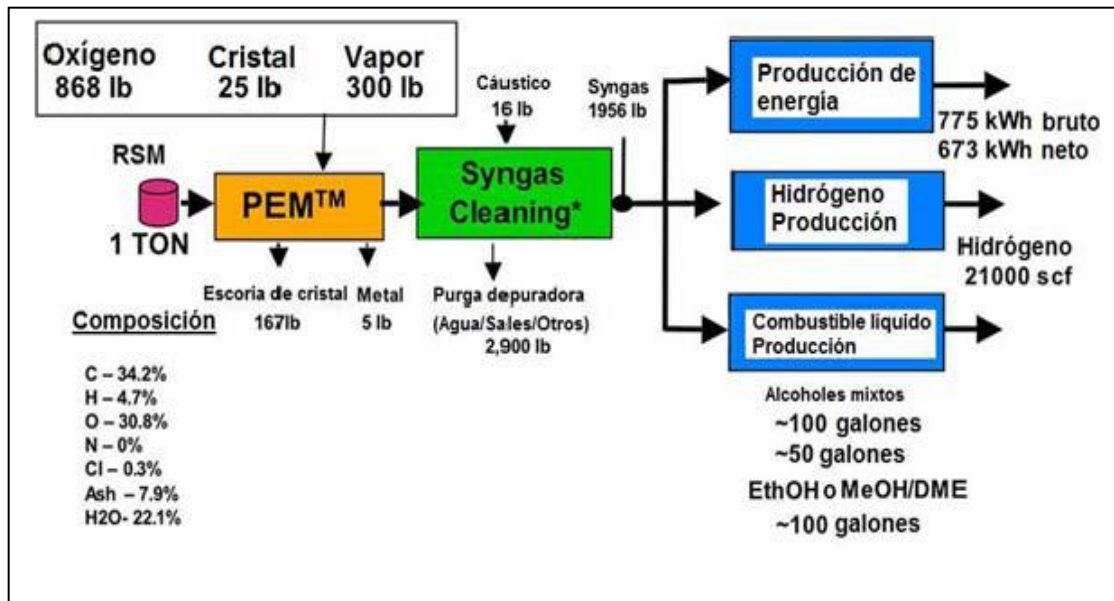 Oxígeno Cristal Vapor
868 lb 25 lb 300 lb
Cáustico
16 lb
Syngas
1956 lb
RSM
1 TON
PEM™
Syngas
Cleaning*
Producción de
energía
775 kWh bruto
673 kWh neto
Hidrógeno
Producción
Hidrógeno
21000 scf
Escoria de cristal
167lb
Metal
5 lb
Purga depuradora
(Agua/Sales/Otros)
2,900 lb
Combustible liquido
Producción
Composición
C – 34.2%
H – 4.7%
O – 30.8%
N – 0%
Cl – 0.3%
Ash – 7.9%
H2O- 22.1%
Alcoholes mixtos
~100 galones
~50 galones
EthOH o MeOH/DME
~100 galones